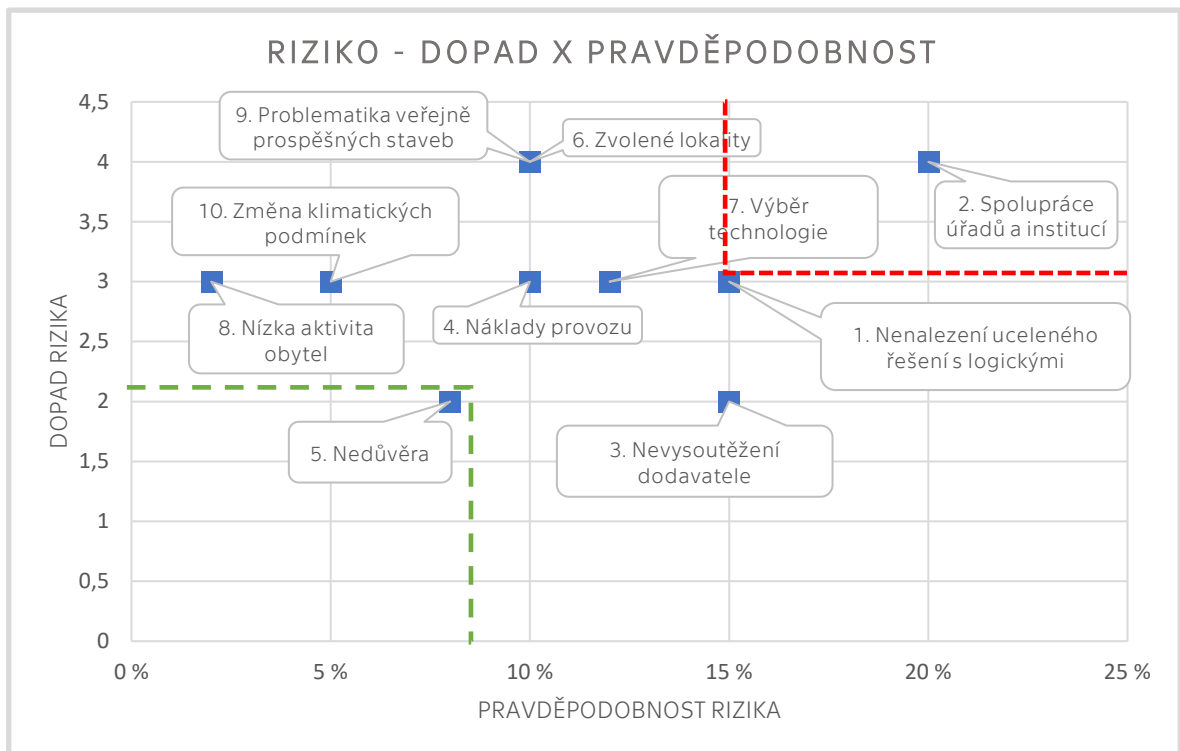 RIZIKO - DOPAD X PRAVDĚPODOBNOST
4,5
4
3,5
3
2,5
2
1,5
1
0,5
0
DOPAD RIZIKA
9. Problematika veřejně
prospěšných staveb
6. Zvolené lokality
10. Změna klimatických
podmínek
7. Výběr
technologie
2. Spolupráce
úřadů a institucí
8. Nízka aktivita
obytel
4. Náklady provozu
1. Nenalezení uceleného
řešení s logickými
5. Nedůvěra
3. Nevysoutěžení
dodavatele
0 %
5 %
10 %
15 %
20 %
25 %
PRAVDĚPODOBNOST RIZIKA